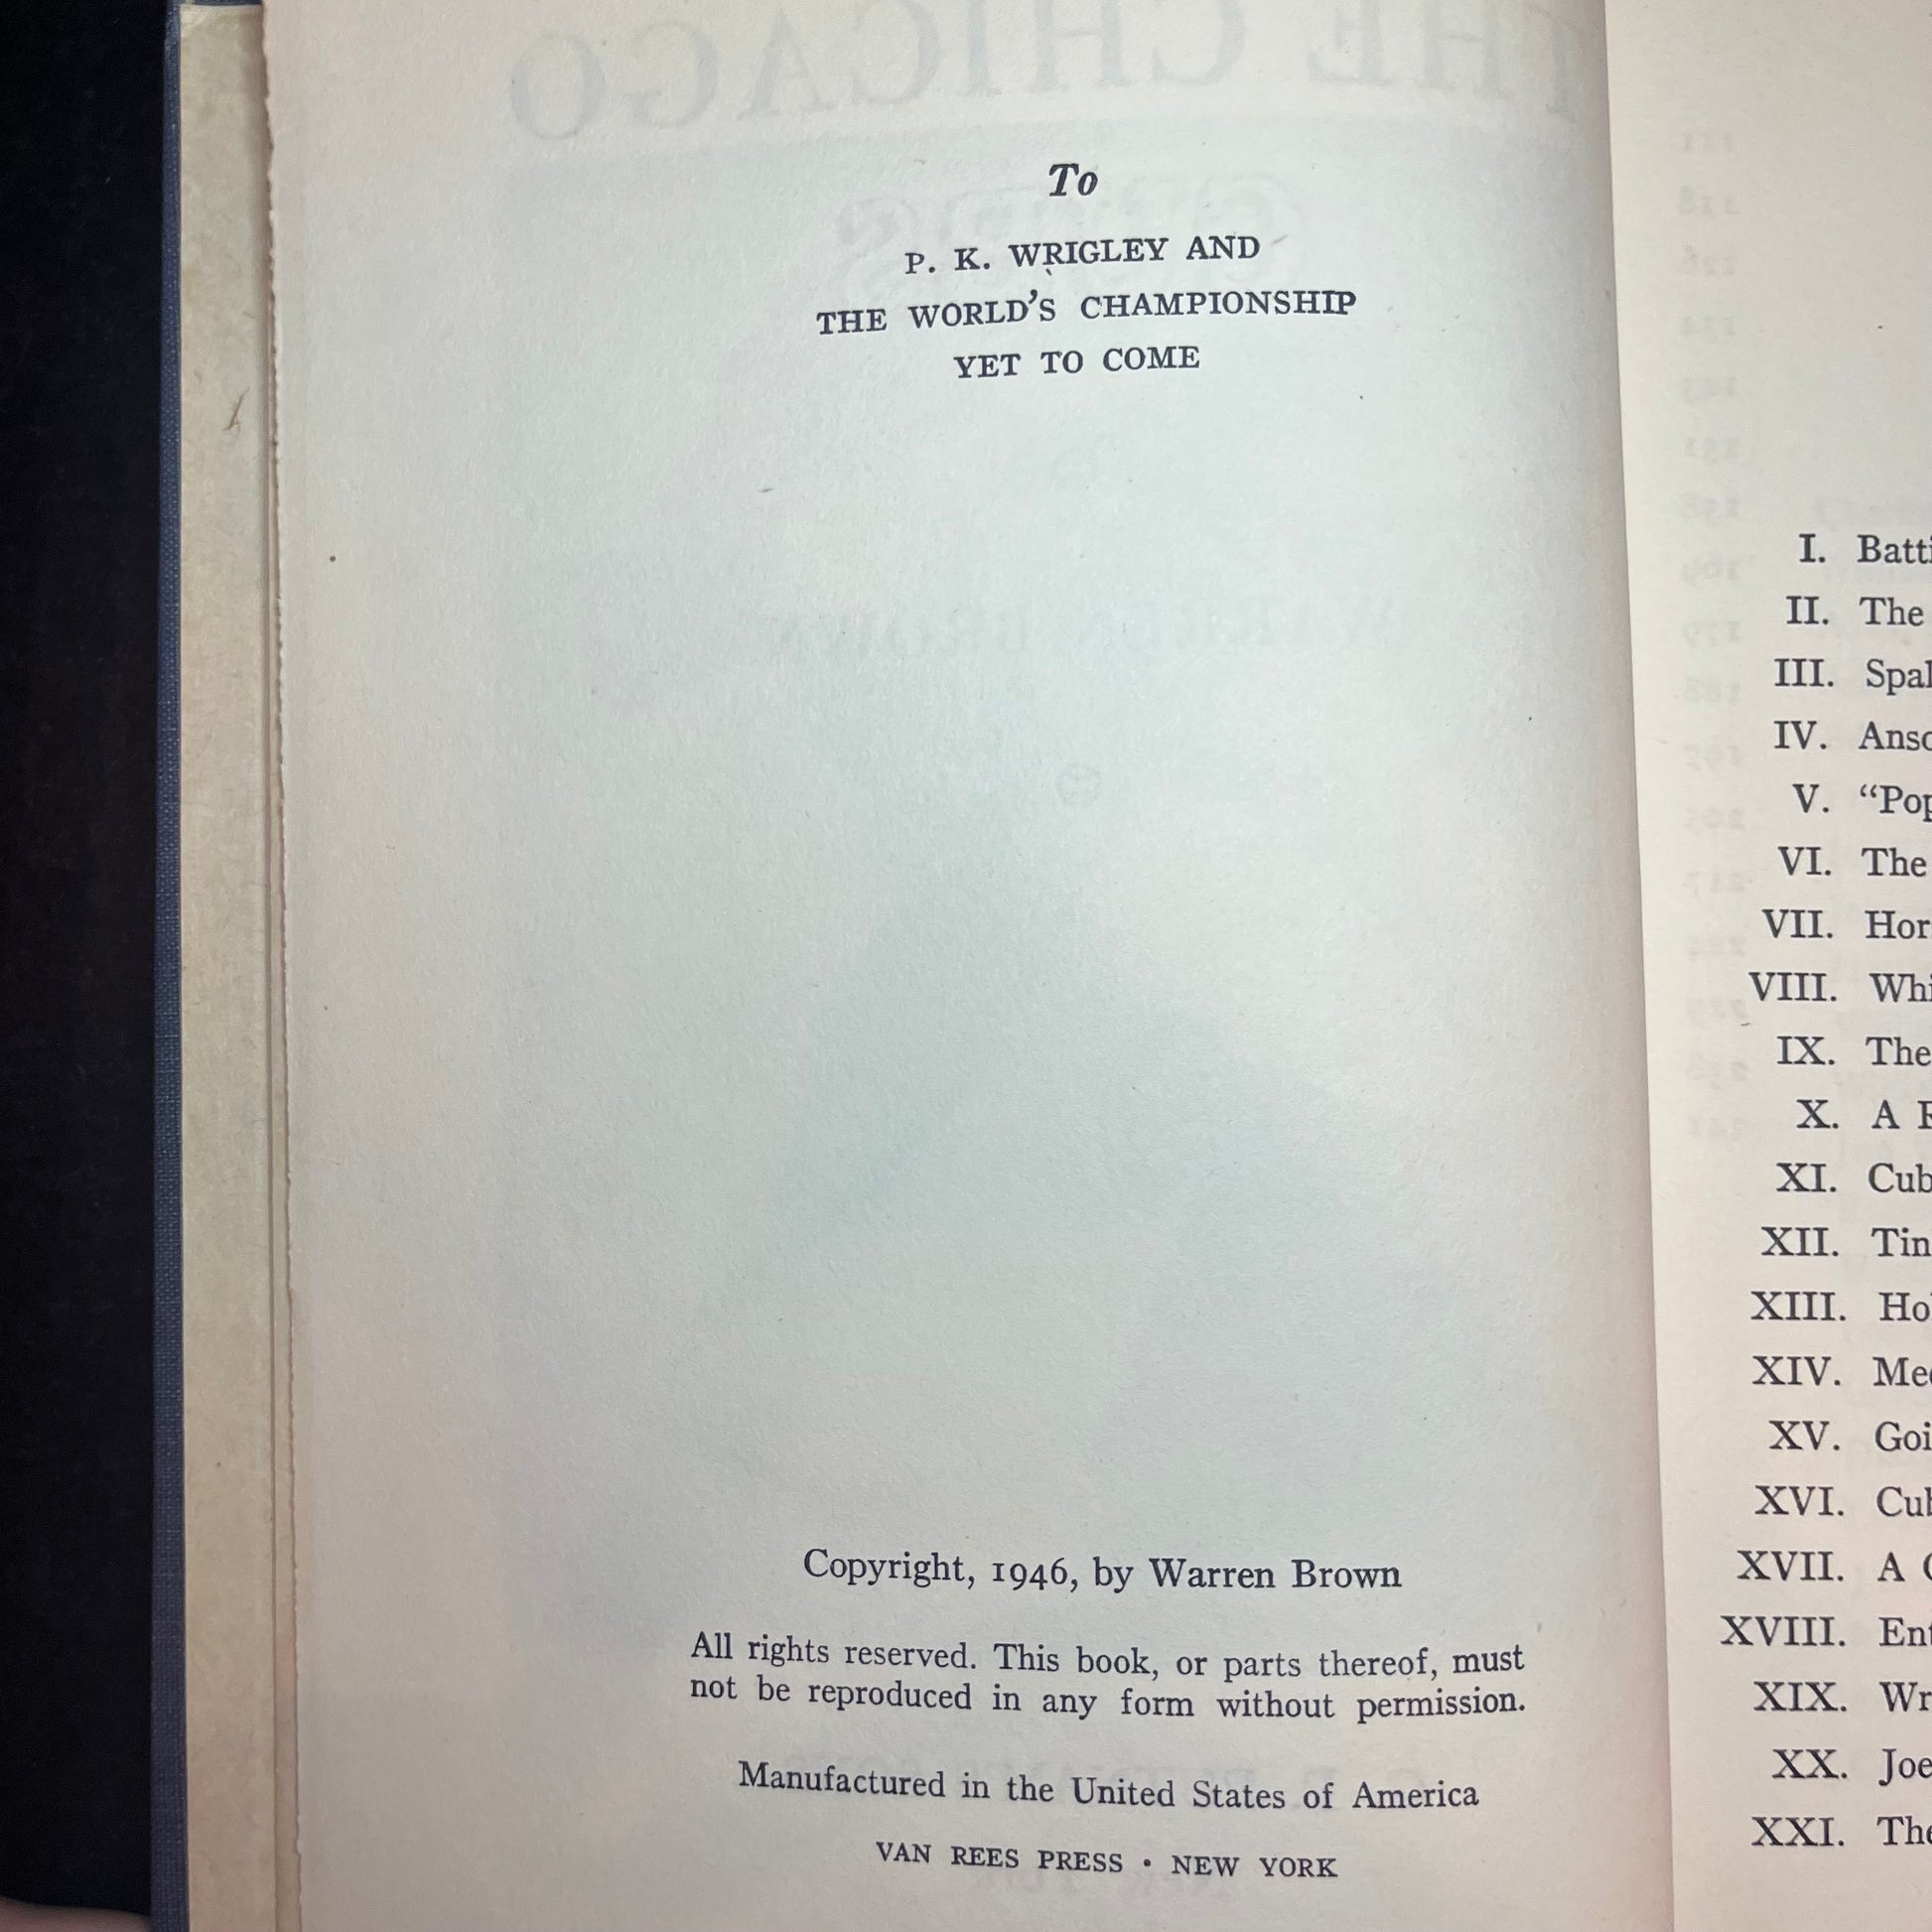 To
P. K. WRIGLEY AND
THE WORLD'S CHAMPIONSHIP
YET TO COME
Copyright, 1946, by Warren Brown
All rights reserved. This book, or parts thereof, must
not be reproduced in any form without permission.
Manufactured in the United States of America
VAN REES PRESS • NEW YORK
I.
II. The
III.
IV.
V.
VI. The
VII.
VIII.
IX. The
X. A
XI.
XII.
XIII.
XIV.
XV.
XVI.
XVII. A
XVIII.
XIX.
XX. Joe
XXI. The